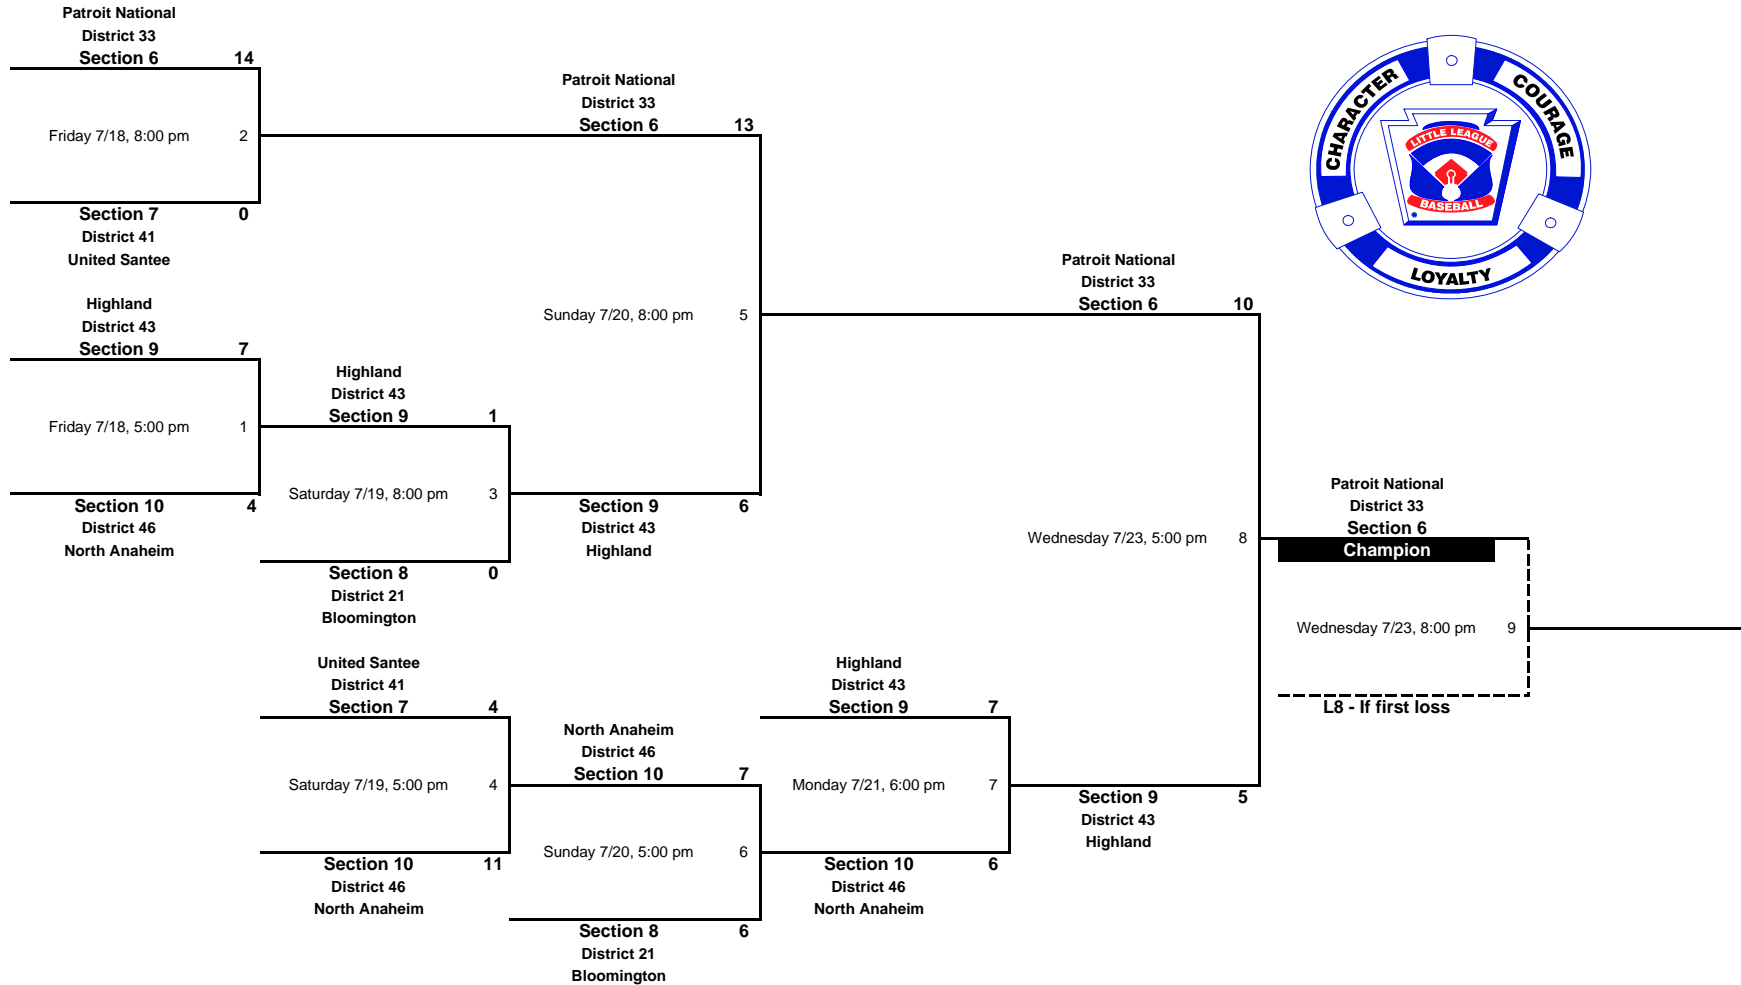 Patroit National
District 33
Section 6 14
Friday 7/18, 8:00 pm 2
Section 7 0
District 41
United Santee
Highland
District 43
Section 9 7
Friday 7/18, 5:00 pm 1
Section 10 4
District 46
North Anaheim
Highland
District 43
Section 9 1
Saturday 7/19, 8:00 pm 3
Section 8 0
District 21
Bloomington
United Santee
District 41
Section 7 4
Saturday 7/19, 5:00 pm 4
Section 10 11
District 46
North Anaheim
Patroit National
District 33
Section 6 13
Sunday 7/20, 8:00 pm 5
Section 9 6
District 43
Highland
North Anaheim
District 46
Section 10 7
Sunday 7/20, 5:00 pm 6
Section 8 6
District 21
Bloomington
Highland
District 43
Section 9 7
Monday 7/21, 6:00 pm 7
Section 10 6
District 46
North Anaheim
Patroit National
District 33
Section 6 10
Wednesday 7/23, 5:00 pm 8
Section 9 5
District 43
Highland
CHARACTER
COURAGE
LITTLE LEAGUE
BASEBALL
LOYALTY
Patroit National
District 33
Section 6
Champion
Wednesday 7/23, 8:00 pm 9
L8 - If first loss